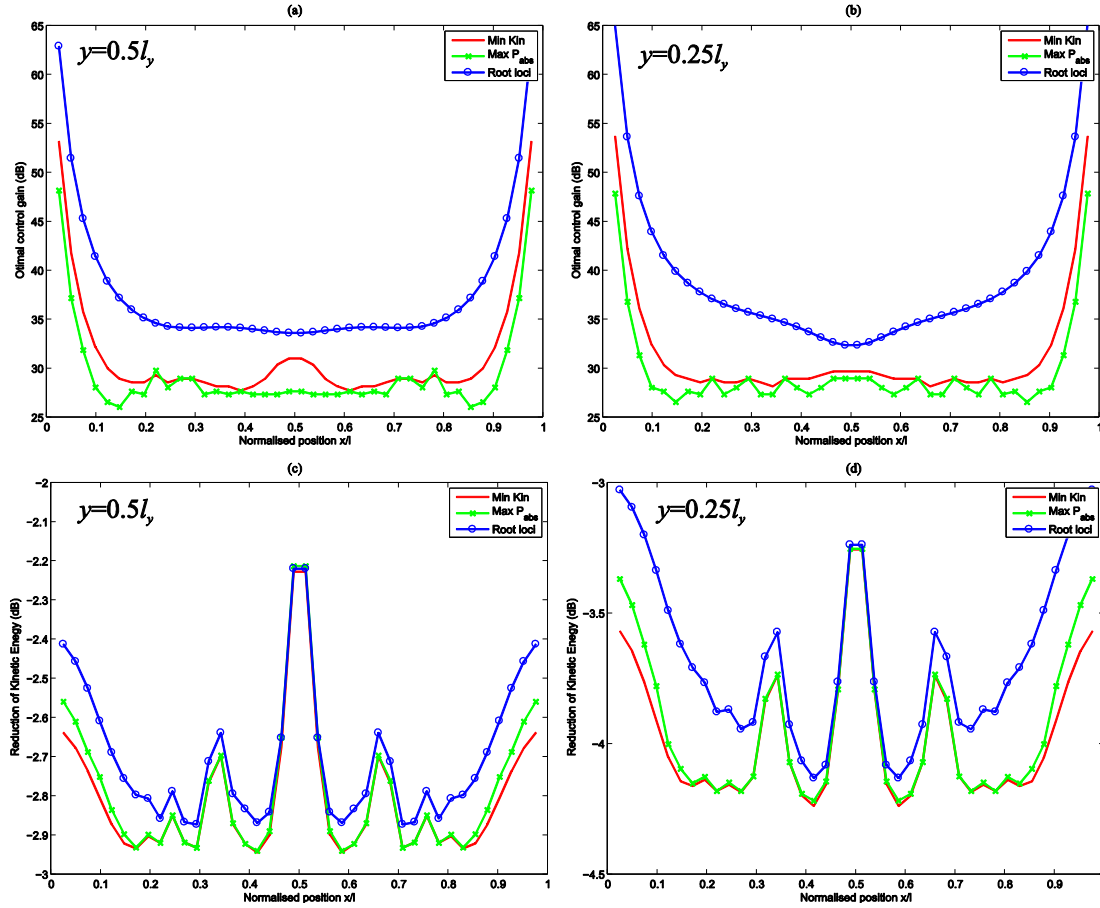 (a)
y=0.5l_y
Min Kin
Max P_abs
Root loci
65
60
55
50
45
40
35
30
25
Otimal control gain (dB)
0 0.1 0.2 0.3 0.4 0.5 0.6 0.7 0.8 0.9 1
Normalised position x/l
(b)
y=0.25l_y
Min Kin
Max P_abs
Root loci
65
60
55
50
45
40
35
30
25
Otimal control gain (dB)
0 0.1 0.2 0.3 0.4 0.5 0.6 0.7 0.8 0.9 1
Normalised position x/l
(c)
y=0.5l_y
Min Kin
Max P_abs
Root loci
−2
−2.1
−2.2
−2.3
−2.4
−2.5
−2.6
−2.7
−2.8
−2.9
−3
Reduction of Kinetic Enegy (dB)
0 0.1 0.2 0.3 0.4 0.5 0.6 0.7 0.8 0.9 1
Normalised position x/l
(d)
y=0.25l_y
Min Kin
Max P_abs
Root loci
−3
−3.5
−4
−4.5
Reduction of Kinetic Enegy (dB)
0 0.1 0.2 0.3 0.4 0.5 0.6 0.7 0.8 0.9
Normalised position x/l